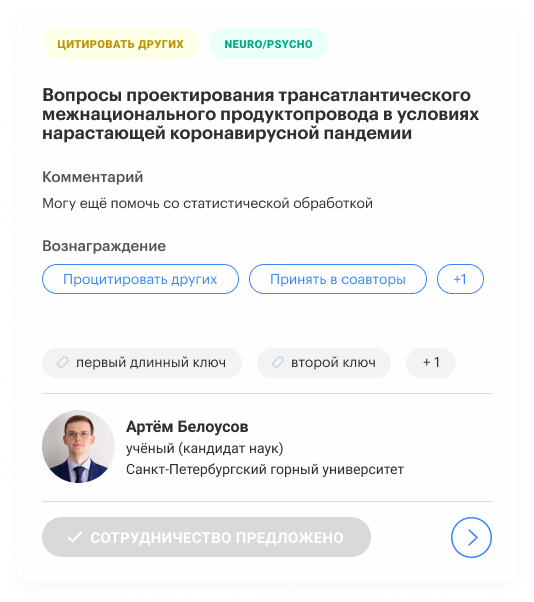 ЦИТИРОВАТЬ ДРУГИХ NEURO/PSYCHO
Вопросы проектирования трансатлантического
межнационального продуктопровода в условиях
нарастающей коронавирусной пандемии
Комментарий
Могу ещё помочь со статистической обработкой
Вознаграждение
Процитировать других Принять в соавторы +1
первый длинный ключ второй ключ + 1
Артём Белоусов
учёный (кандидат наук)
Санкт-Петербургский горный университет
СОТРУДНИЧЕСТВО ПРЕДЛОЖЕНО